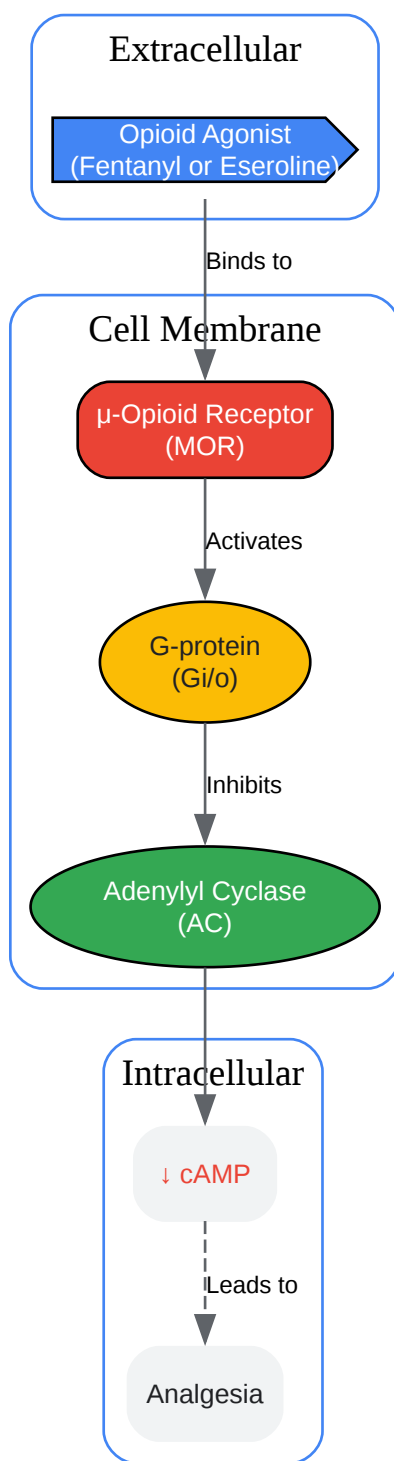 Extracellular
Opioid Agonist
(Fentanyl or Eseroline)
Binds to
Cell Membrane
μ-Opioid Receptor
(MOR)
Activates
G-protein
(Gi/o)
Inhibits
Adenylyl Cyclase
(AC)
Intracellular
↓ cAMP
Leads to
Analgesia